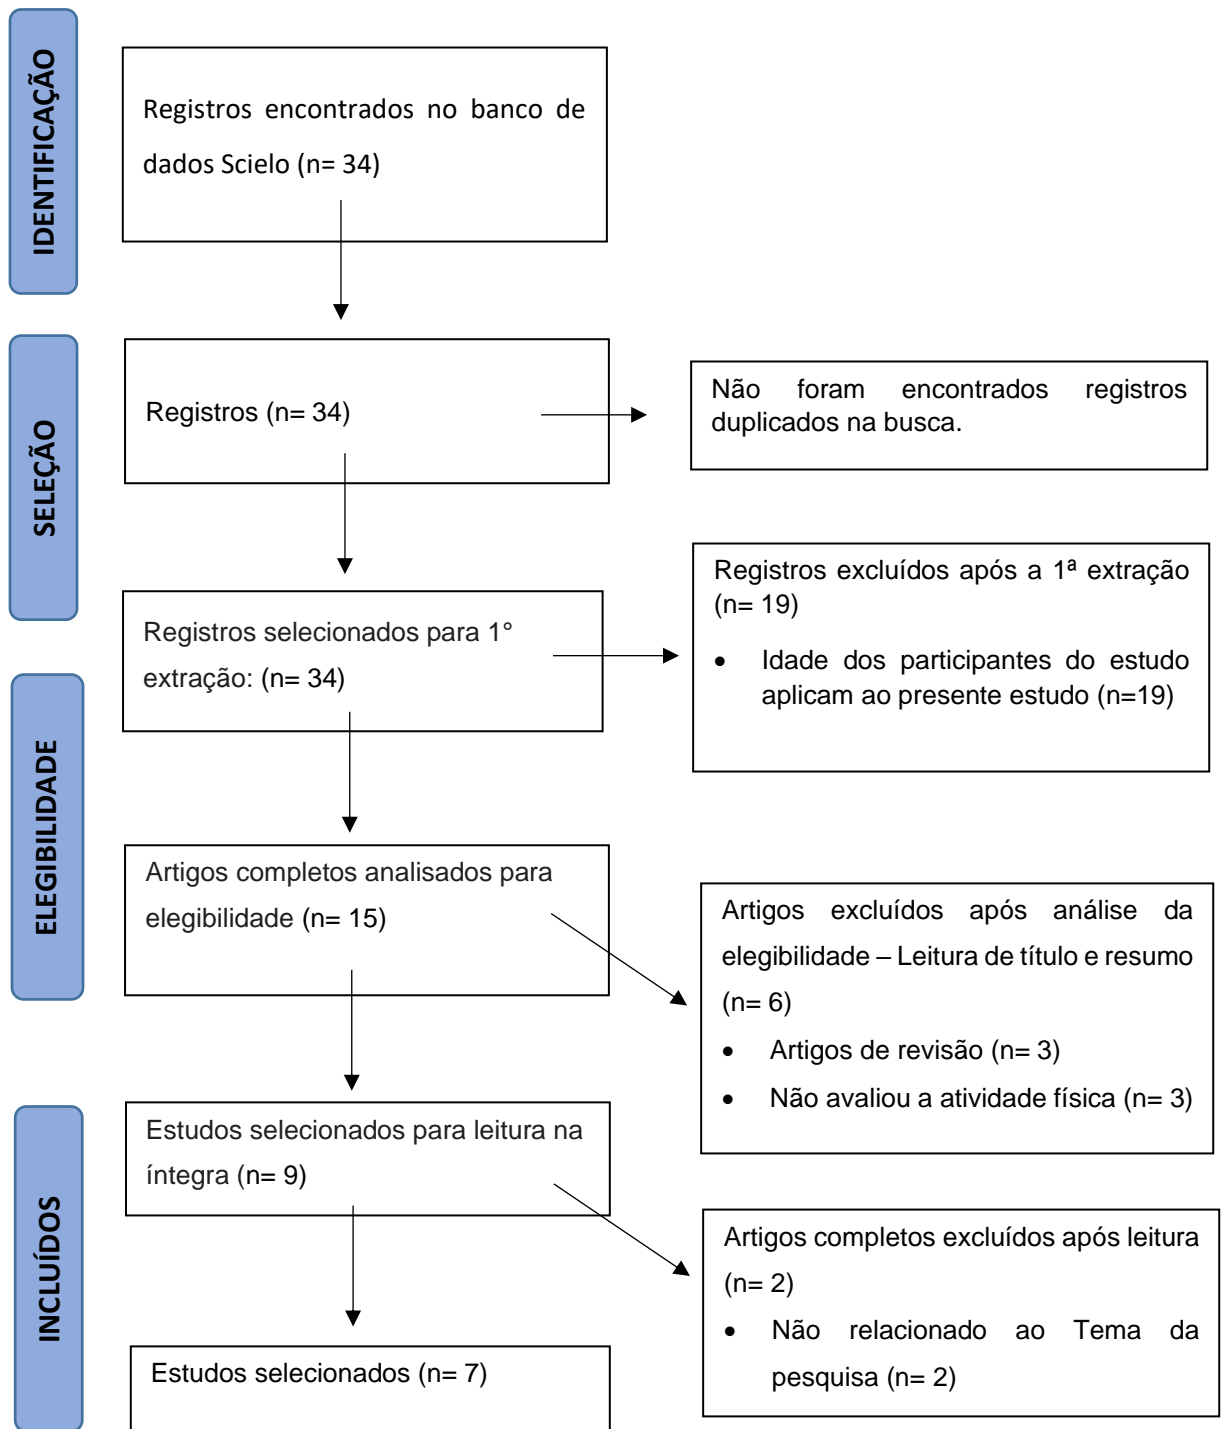 IDENTIFICAÇÃO
Registros encontrados no banco de
dados Scielo (n= 34)
SELEÇÃO
Registros (n= 34)
Não foram encontrados registros
duplicados na busca.
Registros selecionados para 1°
extração: (n= 34)
Registros excluídos após a 1ª extração
(n= 19)
• Idade dos participantes do estudo
aplicam ao presente estudo (n=19)
ELEGIBILIDADE
Artigos completos analisados para
elegibilidade (n= 15)
Artigos excluídos após análise da
elegibilidade – Leitura de título e resumo
(n= 6)
• Artigos de revisão (n= 3)
• Não avaliou a atividade física (n= 3)
INCLUÍDOS
Estudos selecionados para leitura na
íntegra (n= 9)
Artigos completos excluídos após leitura
(n= 2)
• Não relacionado ao Tema da
pesquisa (n= 2)
Estudos selecionados (n= 7)